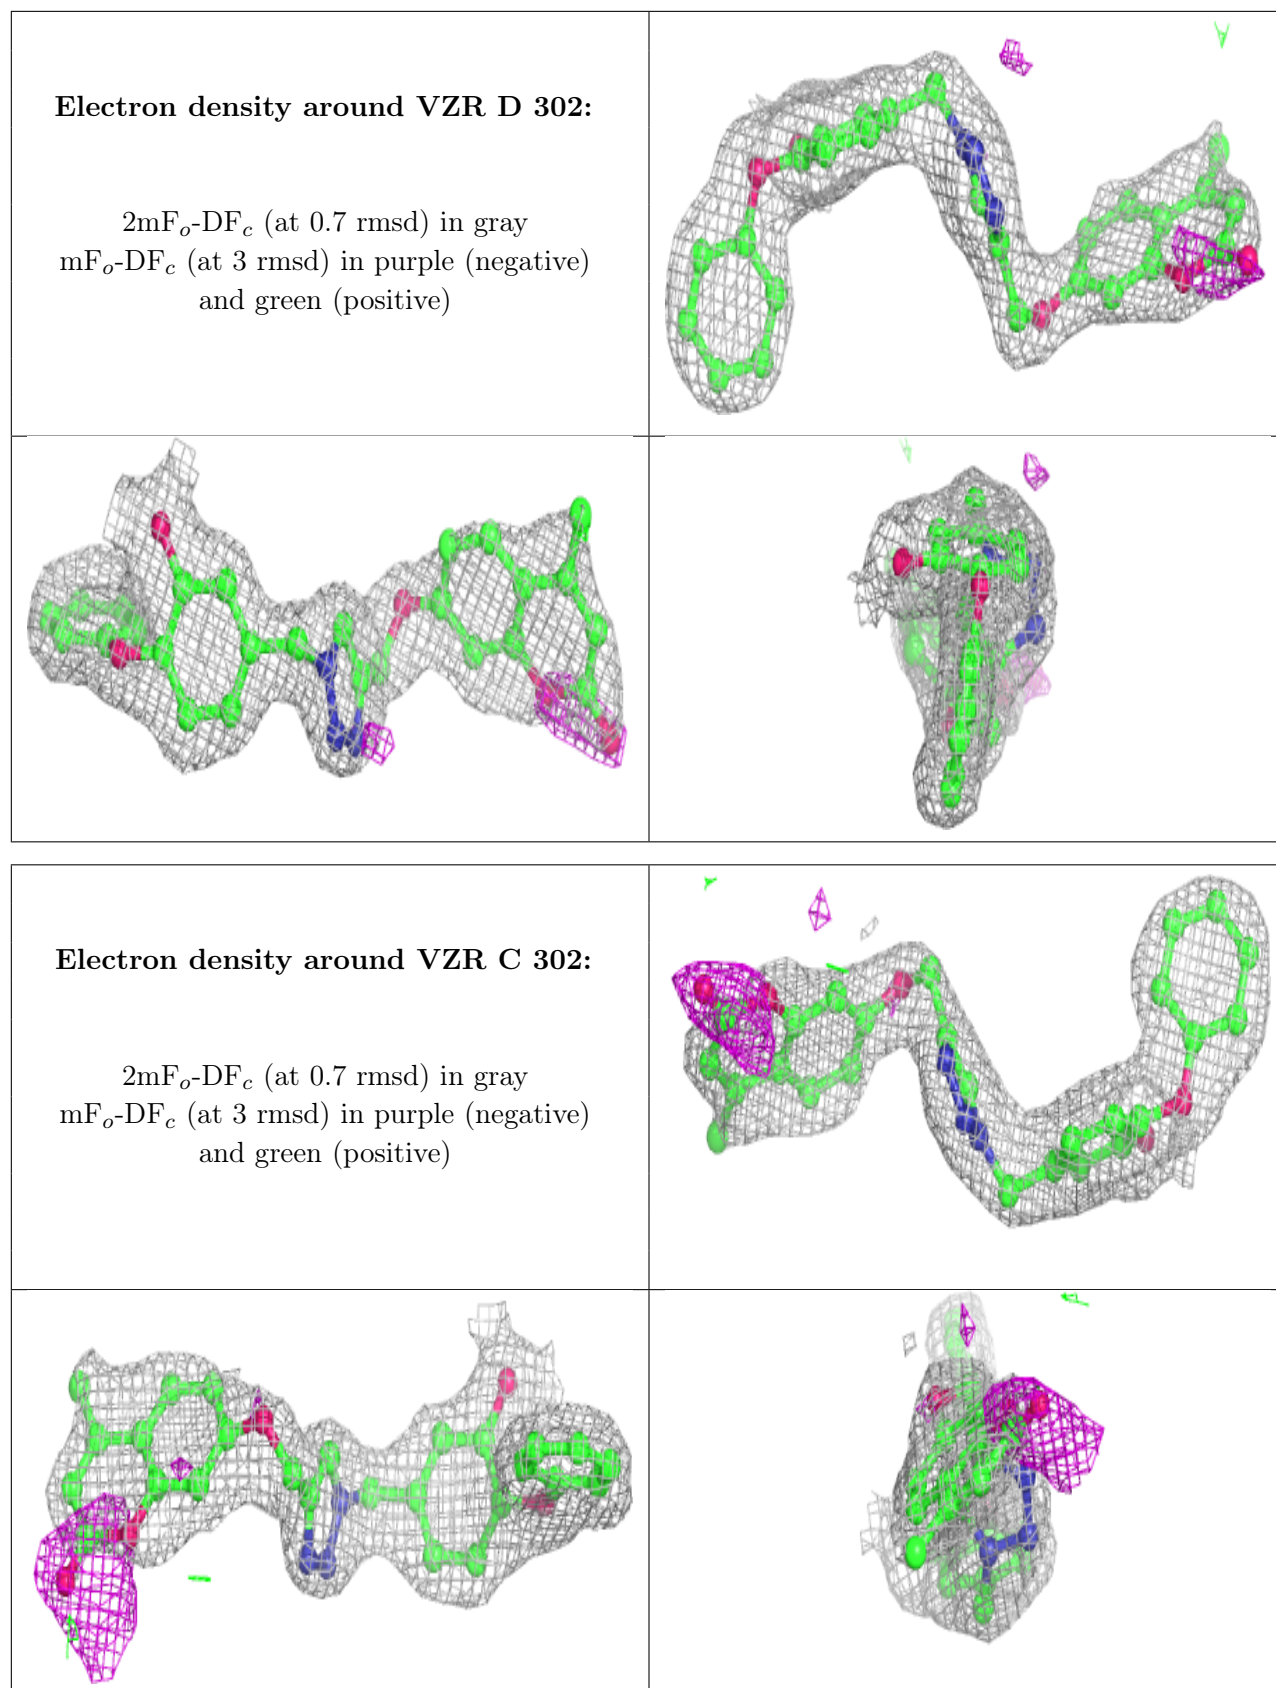 Electron density around VZR D 302:
2mFₒ-DF𝒸 (at 0.7 rmsd) in gray
mFₒ-DF𝒸 (at 3 rmsd) in purple (negative)
and green (positive)
Electron density around VZR C 302:
2mFₒ-DF𝒸 (at 0.7 rmsd) in gray
mFₒ-DF𝒸 (at 3 rmsd) in purple (negative)
and green (positive)